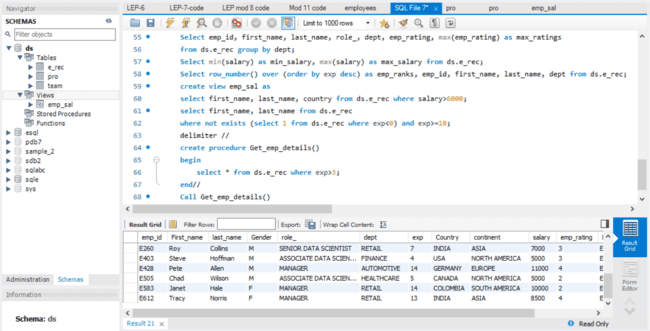 Navigator
SCHEMAS
Filter objects
ds
Tables
e_rec
pro
team
Views
emp_sal
Stored Procedures
Functions
esql
pdb7
sample_2
sdb2
sqlabc
sqle
sys
Administration Schemas
Information
Schema: ds
LEP-6 LEP-7-code LEP mod 8 code Mod 11 code employees SQL File 7* pro pro emp_sal
Limit to 1000 rows
55 Select emp_id, first_name, last_name, role_, dept, emp_rating, max(emp_rating) as max_ratings
56 from ds.e_rec group by dept;
57 Select min(salary) as min_salary, max(salary) as max_salary from ds.e_rec;
58 Select row_number() over (order by exp desc) as emp_ranks, emp_id, first_name, last_name, dept from ds.e_rec;
59 create view emp_sal as
60 select first_name, last_name, country from ds.e_rec where salary>6000;
61 select first_name, last_name from ds.e_rec
62 where not exists (select 1 from ds.e_rec where exp<0) and exp>=10;
63 delimiter //
64 create procedure Get_emp_details()
65 begin
66 select * from ds.e_rec where exp>3;
67 end//
68 Call Get_emp_details()
Result Grid Filter Rows: Export: Wrap Cell Content:
emp_id First_name last_name Gender role_ dept exp Country continent salary emp_rating
E260 Roy Collins M SENIOR DATA SCIENTIST RETAIL 7 INDIA ASIA 7000 3 E
E403 Steve Hoffman M ASSOCIATE DATA SCIEN... FINANCE 4 USA NORTH AMERICA 5000 3 E
E428 Pete Allen M MANAGER AUTOMOTIVE 14 GERMANY EUROPE 11000 4 E
E505 Chad Wilson M ASSOCIATE DATA SCIEN... HEALTHCARE 5 CANADA NORTH AMERICA 5000 2 E
E583 Janet Hale F MANAGER RETAIL 14 COLOMBIA SOUTH AMERICA 10000 2 E
E612 Tracy Norris F MANAGER RETAIL 13 INDIA ASIA 8500 4 E
Result Grid
Form Editor
Result 21 Read Only